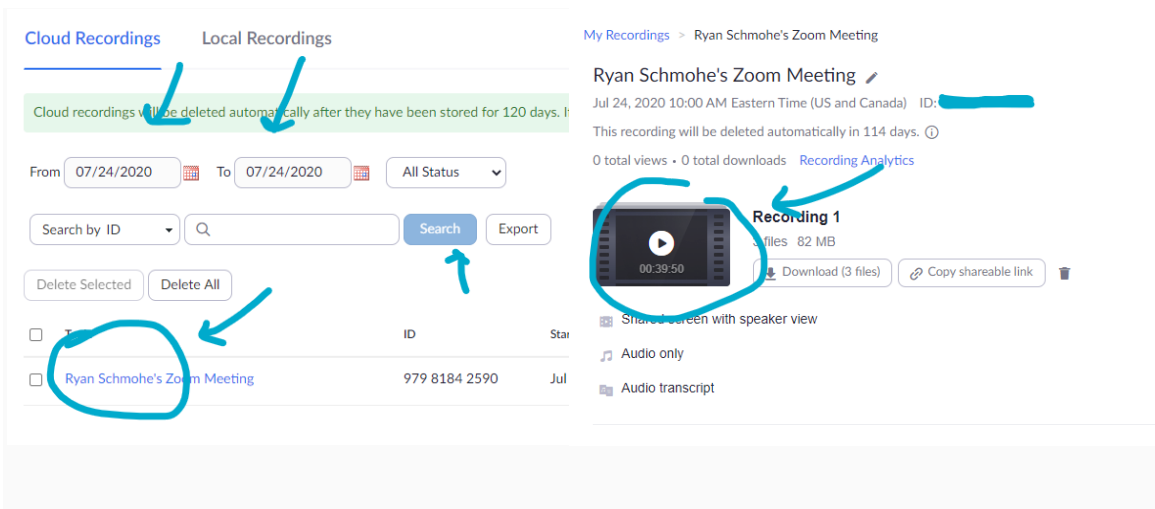 Cloud Recordings Local Recordings
Cloud recordings will be deleted automatically after they have been stored for 120 days. I
From 07/24/2020 To 07/24/2020 All Status
Search by ID Search Export
Delete Selected Delete All
ID Star
Ryan Schmohe's Zoom Meeting 979 8184 2590 Jul
My Recordings > Ryan Schmohe's Zoom Meeting
Ryan Schmohe's Zoom Meeting
Jul 24, 2020 10:00 AM Eastern Time (US and Canada) ID:
This recording will be deleted automatically in 114 days.
0 total views • 0 total downloads Recording Analytics
Recording 1
files 82 MB
00:39:50
Download (3 files) Copy shareable link
Shared screen with speaker view
Audio only
Audio transcript